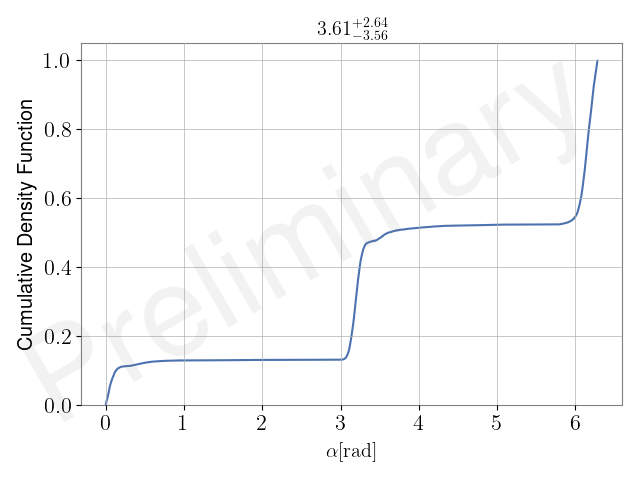 3.61^{+2.64}_{-3.56}
Cumulative Density Function
1.0
0.8
0.6
0.4
0.2
0.0
0 1 2 3 4 5 6
α[rad]
Preliminary